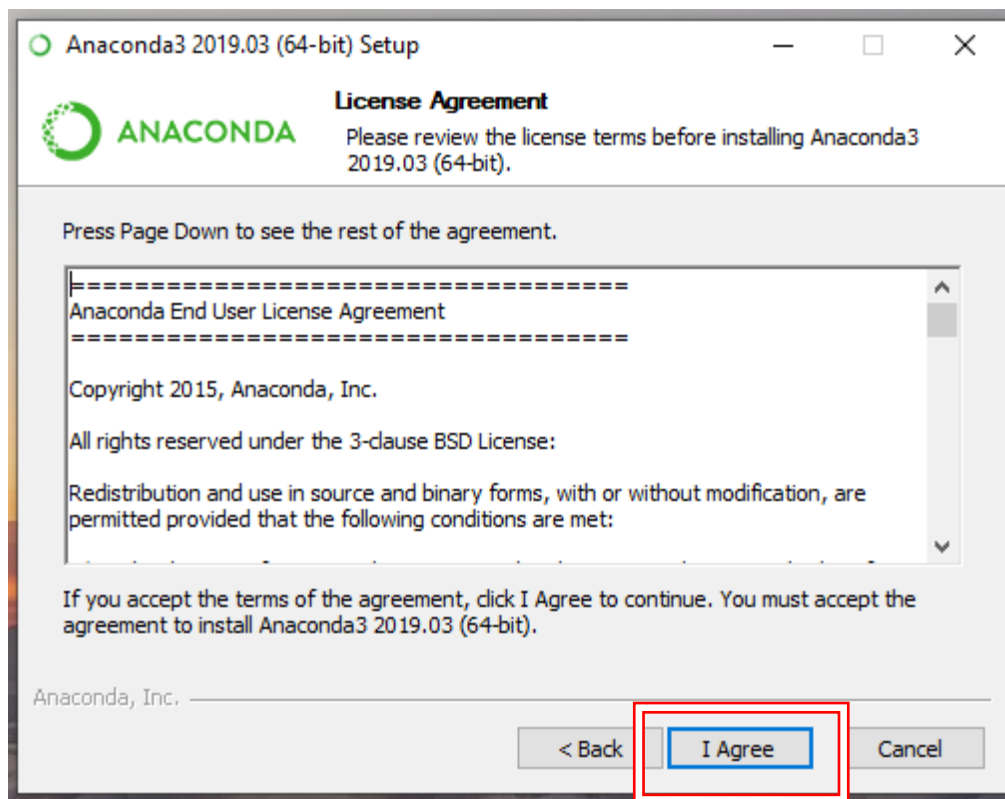 Anaconda3 2019.03 (64-bit) Setup
ANACONDA
License Agreement
Please review the license terms before installing Anaconda3
2019.03 (64-bit).
Press Page Down to see the rest of the agreement.
===================================
Anaconda End User License Agreement
===================================
Copyright 2015, Anaconda, Inc.
All rights reserved under the 3-clause BSD License:
Redistribution and use in source and binary forms, with or without modification, are
permitted provided that the following conditions are met:
If you accept the terms of the agreement, click I Agree to continue. You must accept the
agreement to install Anaconda3 2019.03 (64-bit).
Anaconda, Inc.
< Back
I Agree
Cancel